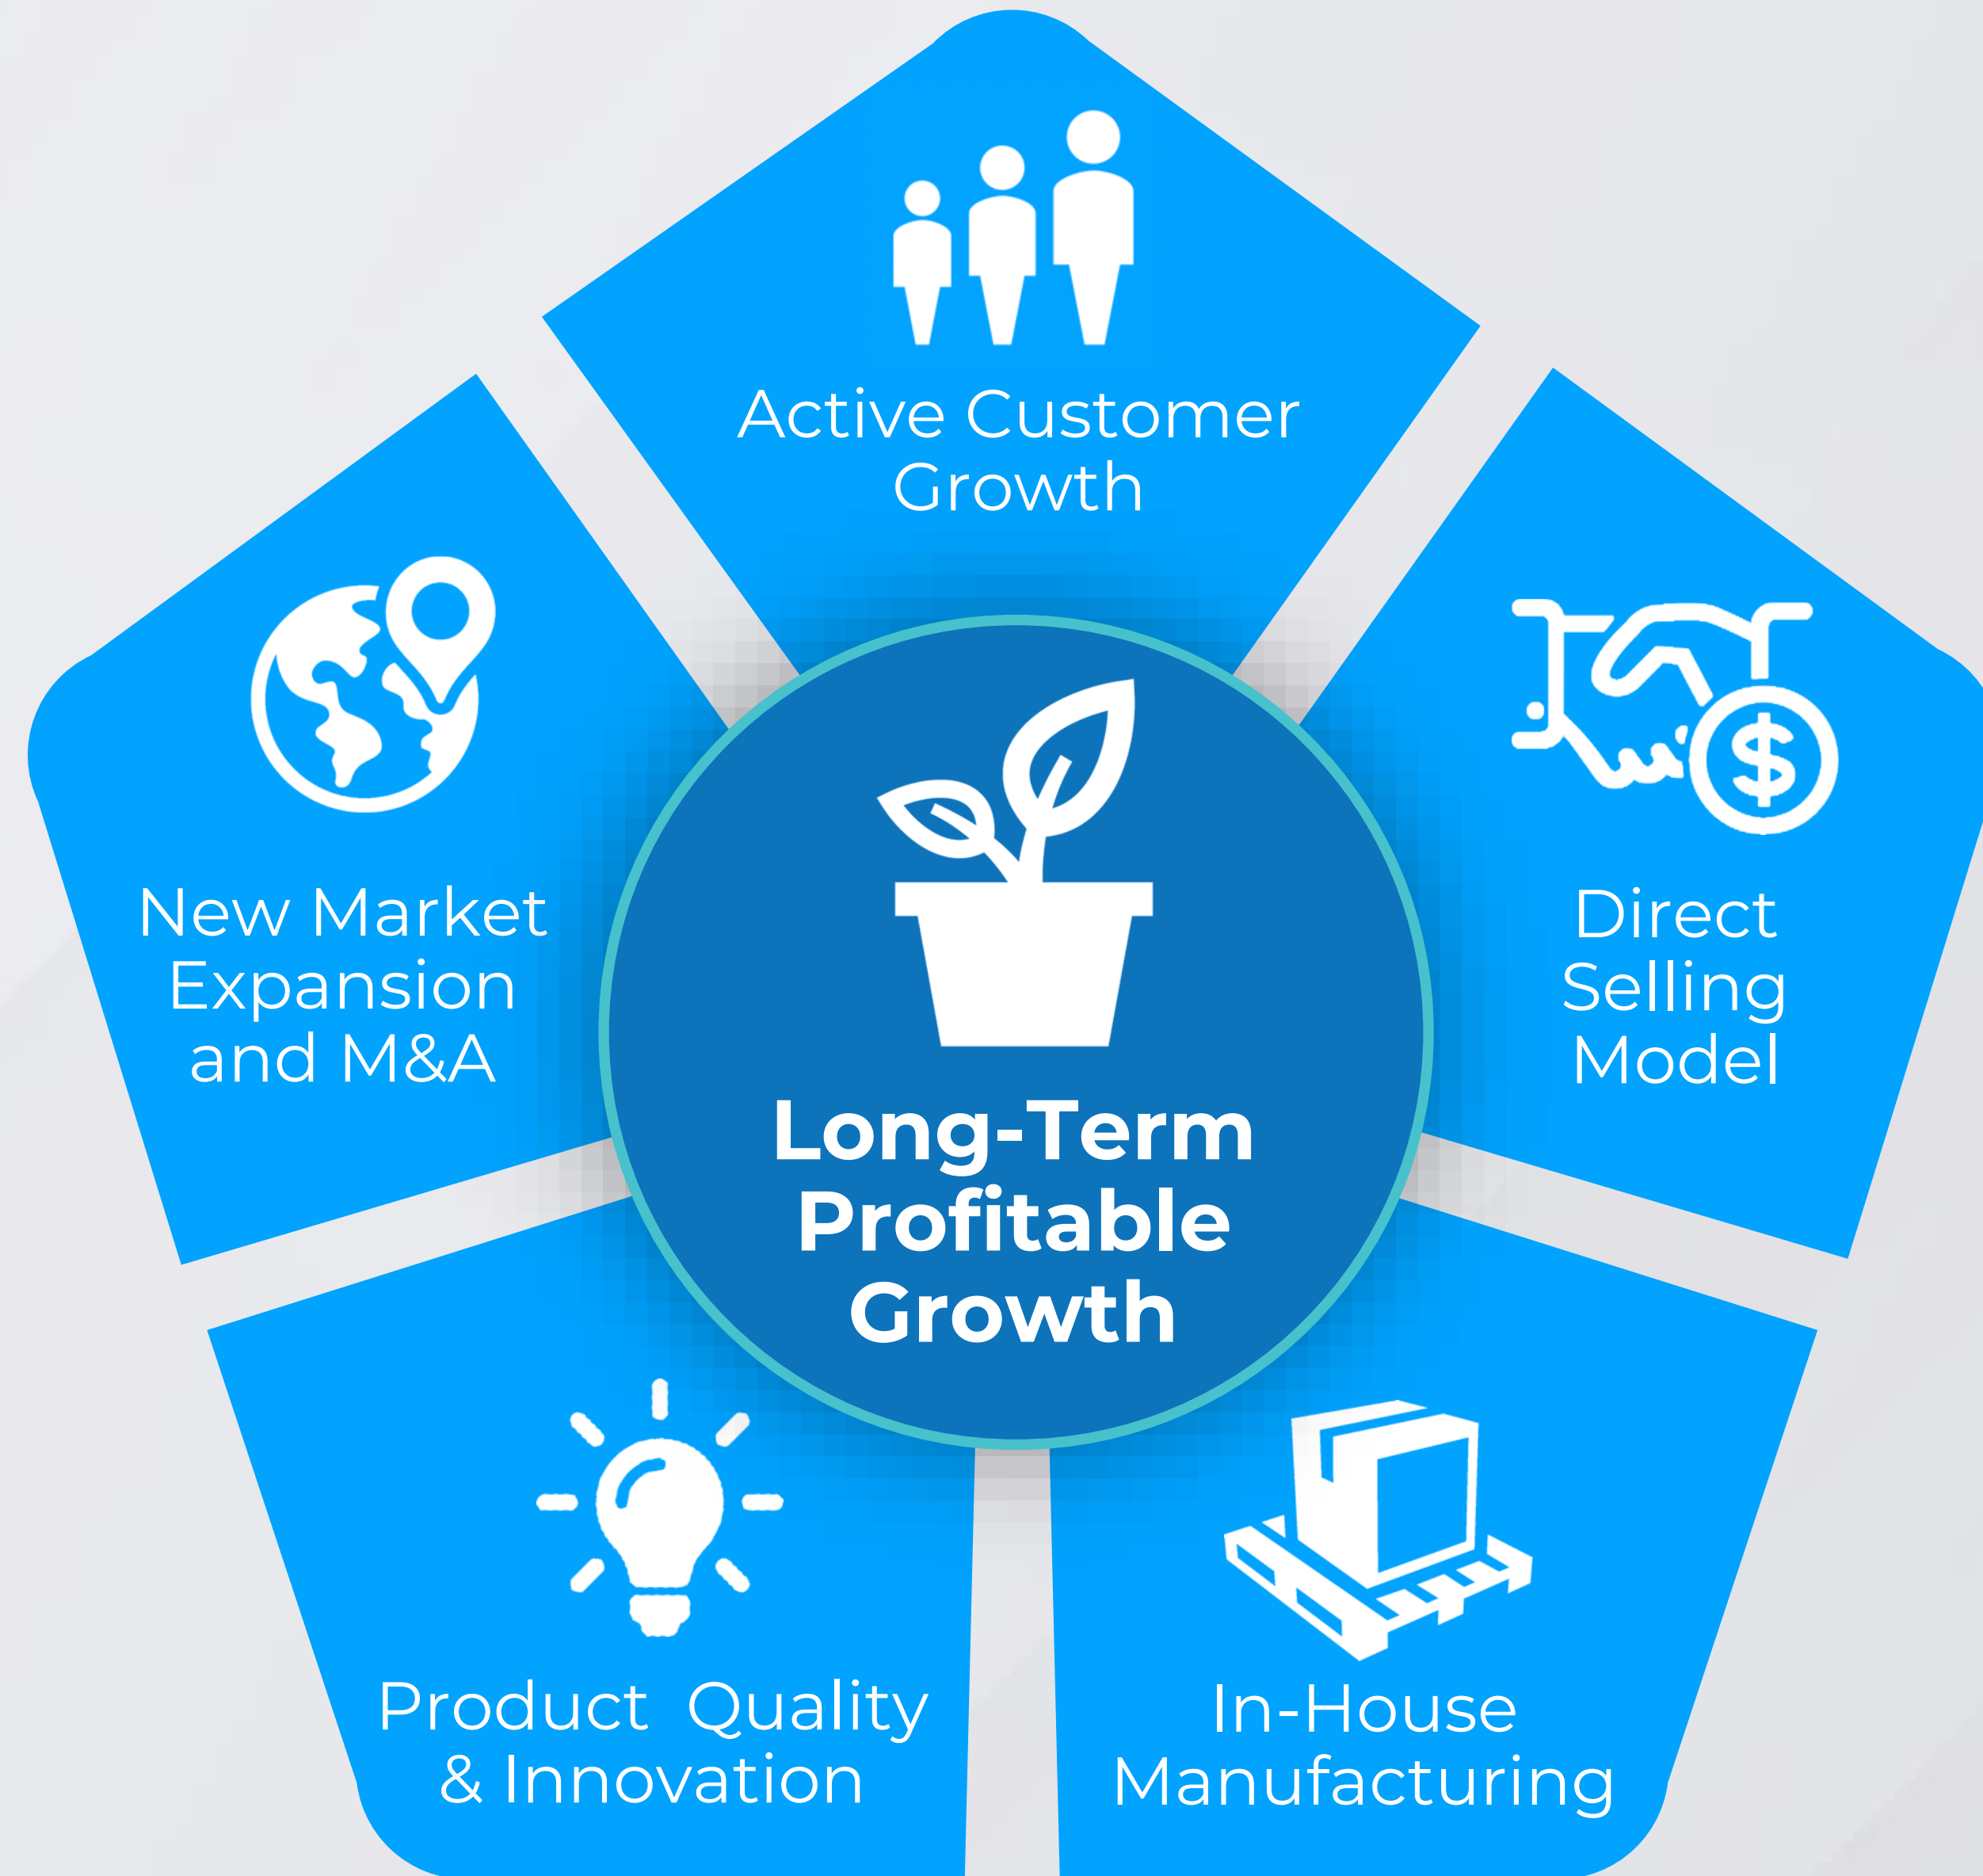 Active Customer
Growth
New Market
Expansion
and M&A
Direct
Selling
Model
Long-Term
Profitable
Growth
Product Quality
& Innovation
In-House
Manufacturing
$